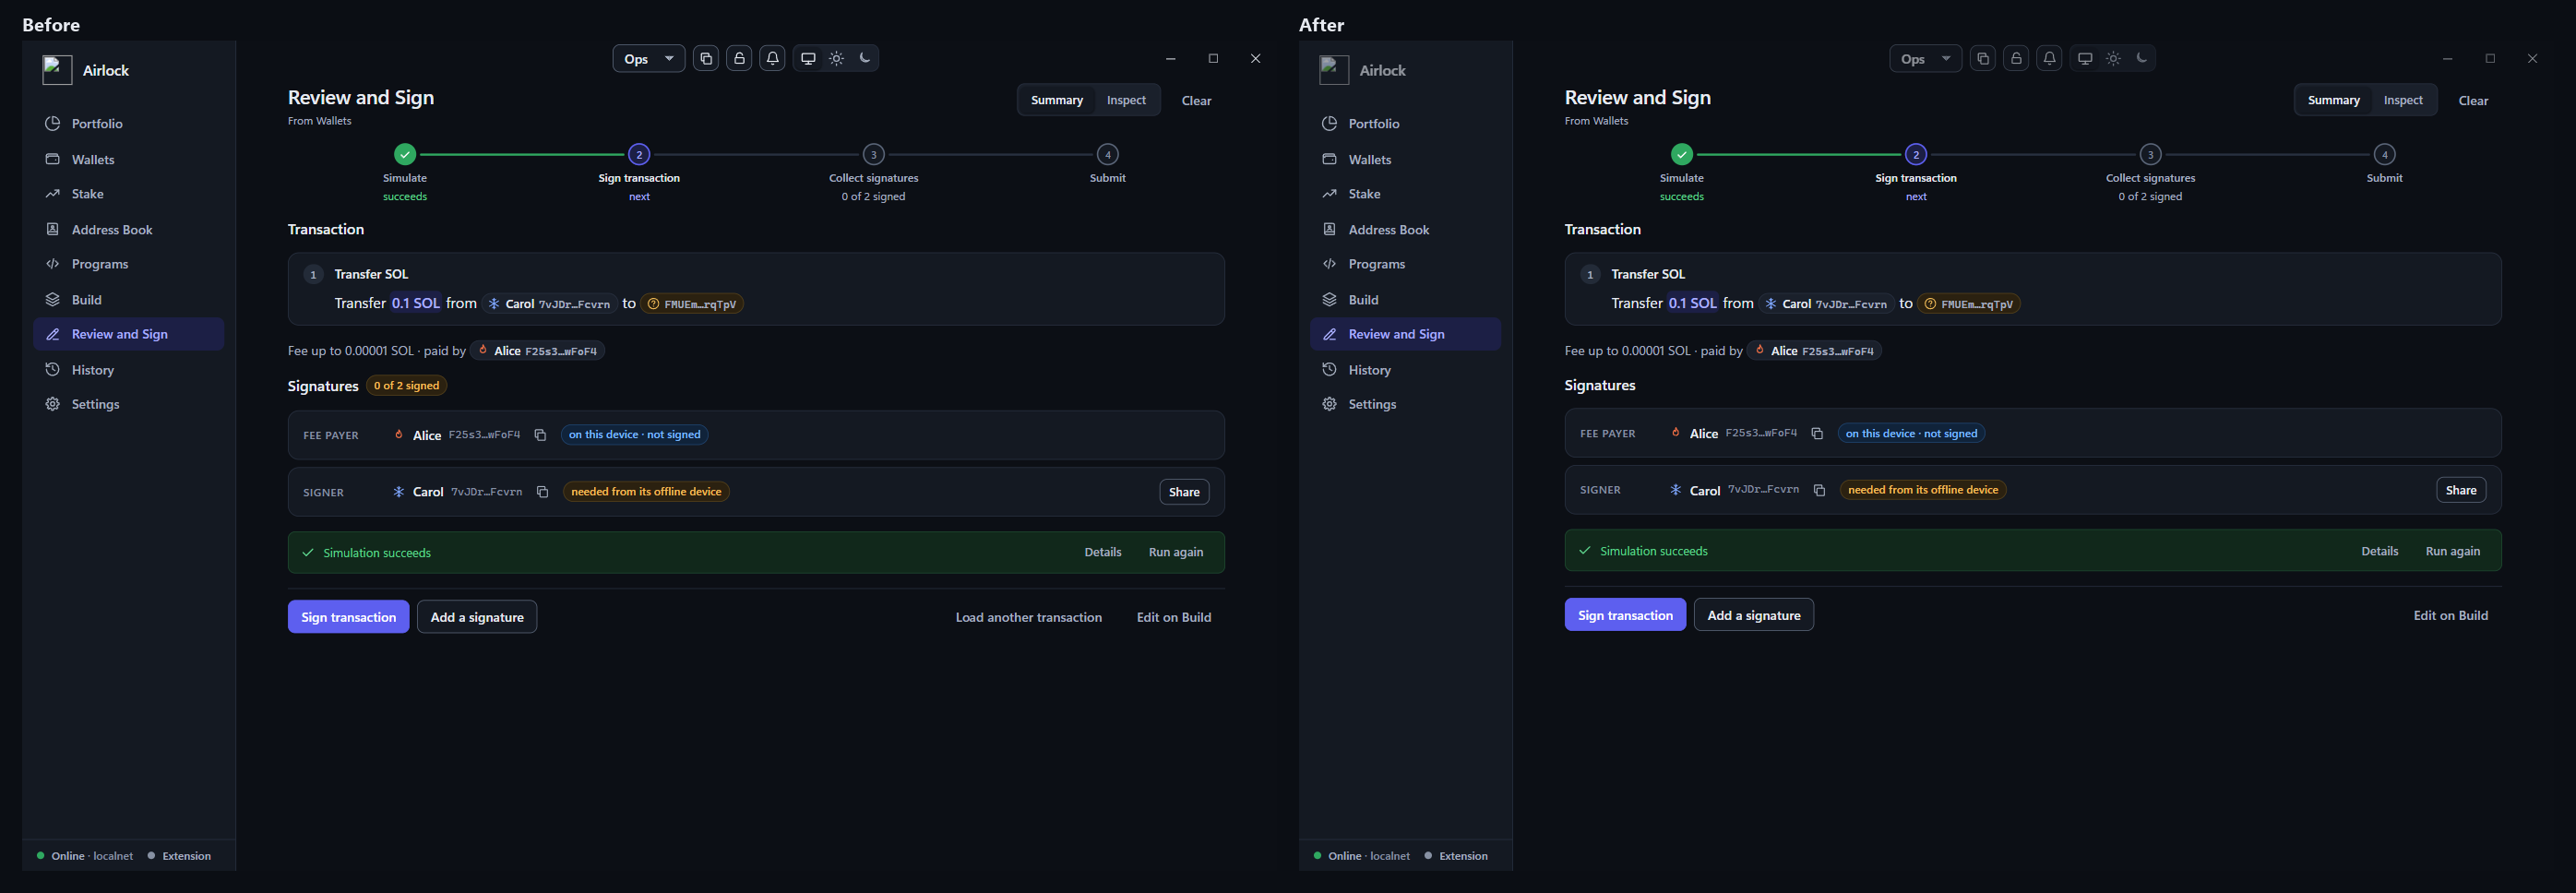 Before
Airlock
Ops
Review and Sign
From Wallets
Summary
Inspect
Clear
Portfolio
Wallets
Stake
Address Book
Programs
Build
Review and Sign
History
Settings
2
3
4
Simulate
Sign transaction
Collect signatures
Submit
succeeds
next
0 of 2 signed
Transaction
1 Transfer SOL
Transfer 0.1 SOL from Carol 7vJDr…Fcvrn to FMUEm…rqTpV
Fee up to 0.00001 SOL · paid by Alice F25s3…wFoF4
Signatures 0 of 2 signed
FEE PAYER Alice F25s3…wFoF4 on this device · not signed
SIGNER Carol 7vJDr…Fcvrn needed from its offline device Share
Simulation succeeds Details Run again
Sign transaction Add a signature Load another transaction Edit on Build
Online · localnet Extension
After
Airlock
Ops
Review and Sign
From Wallets
Summary
Inspect
Clear
Portfolio
Wallets
Stake
Address Book
Programs
Build
Review and Sign
History
Settings
2
3
4
Simulate
Sign transaction
Collect signatures
Submit
succeeds
next
0 of 2 signed
Transaction
1 Transfer SOL
Transfer 0.1 SOL from Carol 7vJDr…Fcvrn to FMUEm…rqTpV
Fee up to 0.00001 SOL · paid by Alice F25s3…wFoF4
Signatures
FEE PAYER Alice F25s3…wFoF4 on this device · not signed
SIGNER Carol 7vJDr…Fcvrn needed from its offline device Share
Simulation succeeds Details Run again
Sign transaction Add a signature Edit on Build
Online · localnet Extension